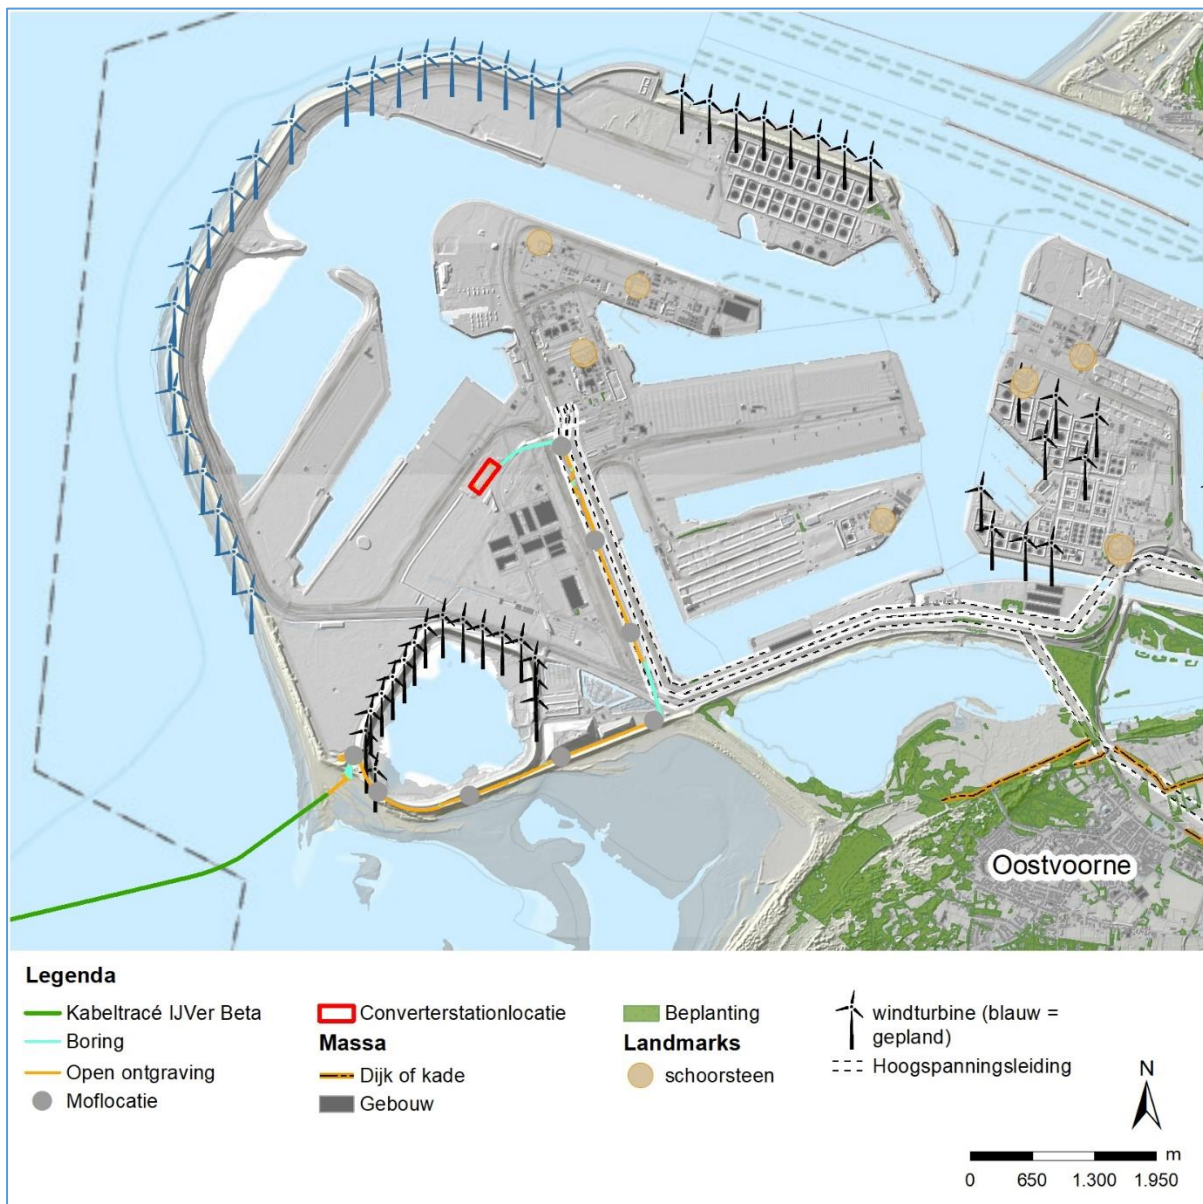 Oostvoorne
Legenda
Kabeltracé IJVer Beta
Boring
Open ontgraving
Moflocatie
Converterstationlocatie
Massa
Dijk of kade
Gebouw
Beplanting
Landmarks
schoorsteen
windturbine (blauw =
gepland)
Hoogspanningsleiding
N
m
0 650 1.300 1.950